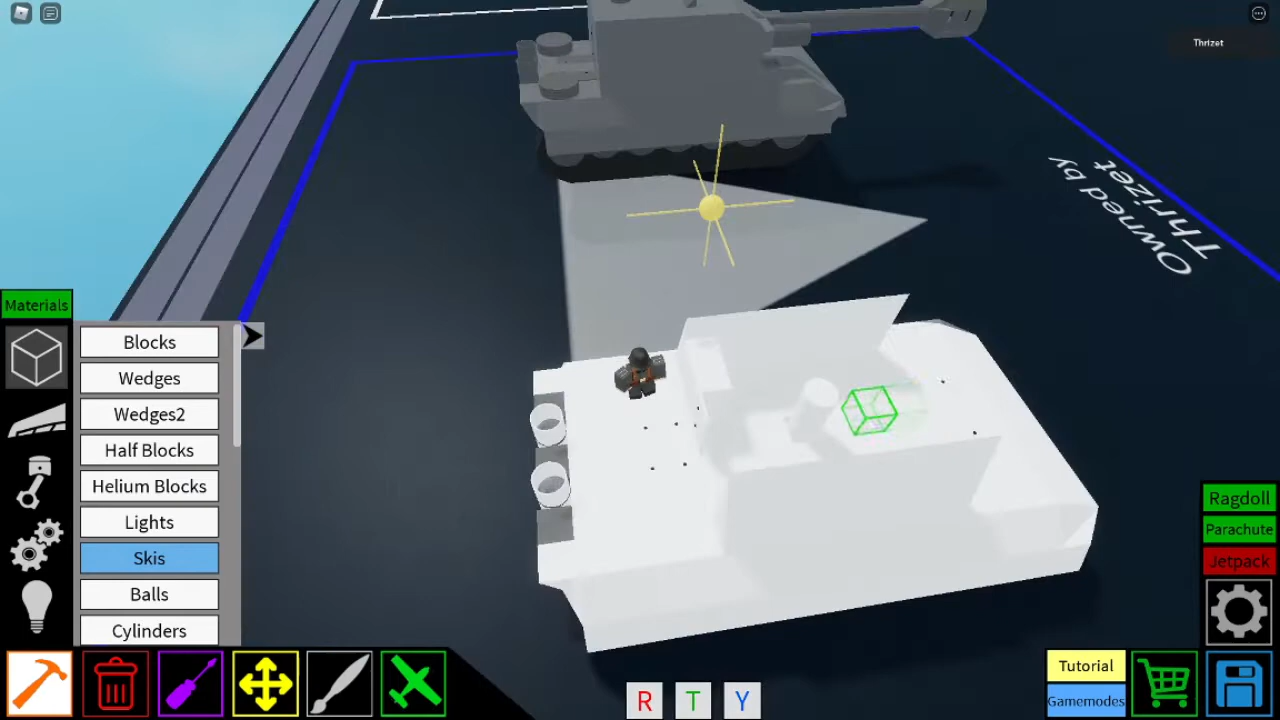 Thrizet
Owned by
Thrizet
Materials
Blocks
Wedges
Wedges2
Half Blocks
Helium Blocks
Lights
Skis
Balls
Cylinders
Ragdoll
Parachute
Jetpack
Tutorial
Gamemodes
R T Y